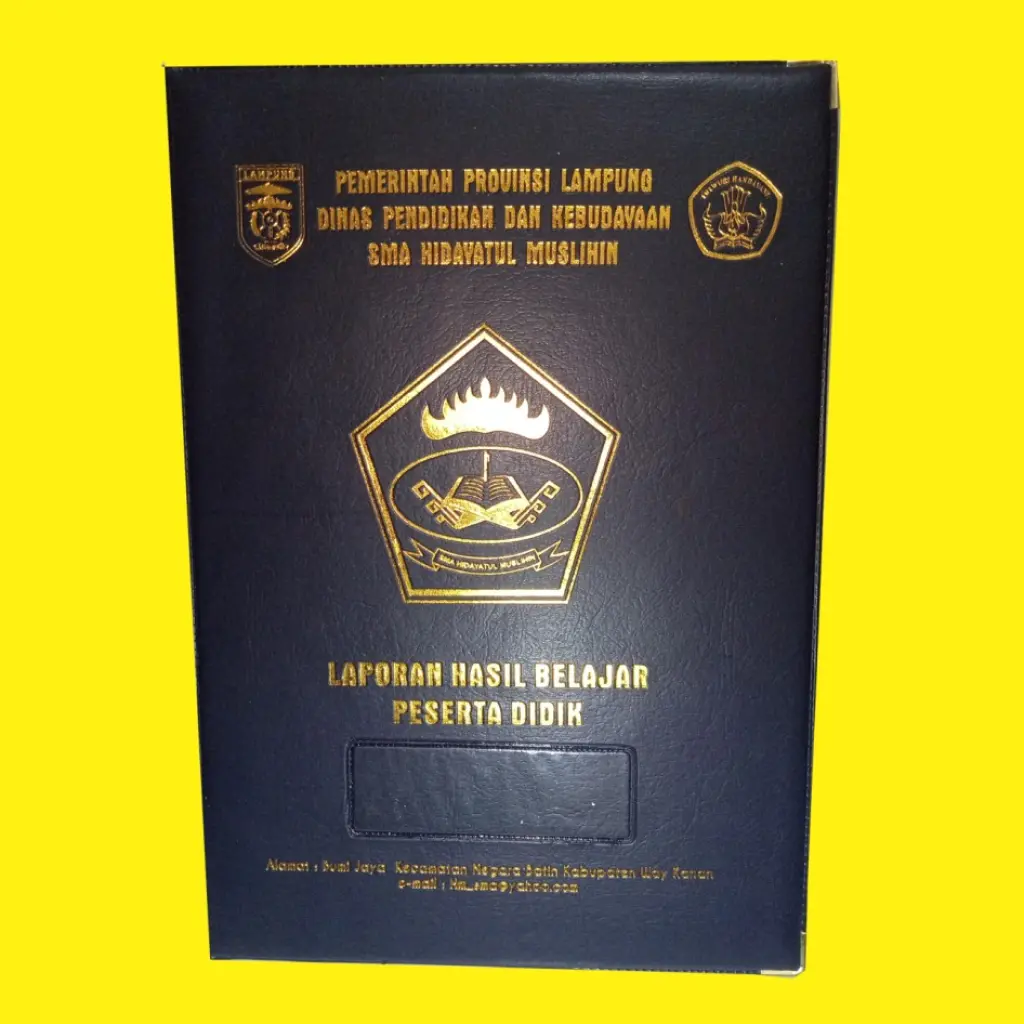 LAMPUNG
PEMERINTAH PROVINSI LAMPUNG
DINAS PENDIDIKAN DAN KEBUDAYAAN
SMA HIDAYATUL MUSLIHIN
TUT WURI HANDAYANI
SMA HIDAYATUL MUSLIHIN
LAPORAN HASIL BELAJAR
PESERTA DIDIK
Alamat : Bumi Jaya Kecamatan Negara Batin Kabupaten Way Kanan
e-mail : Hm_sma@yahoo.com